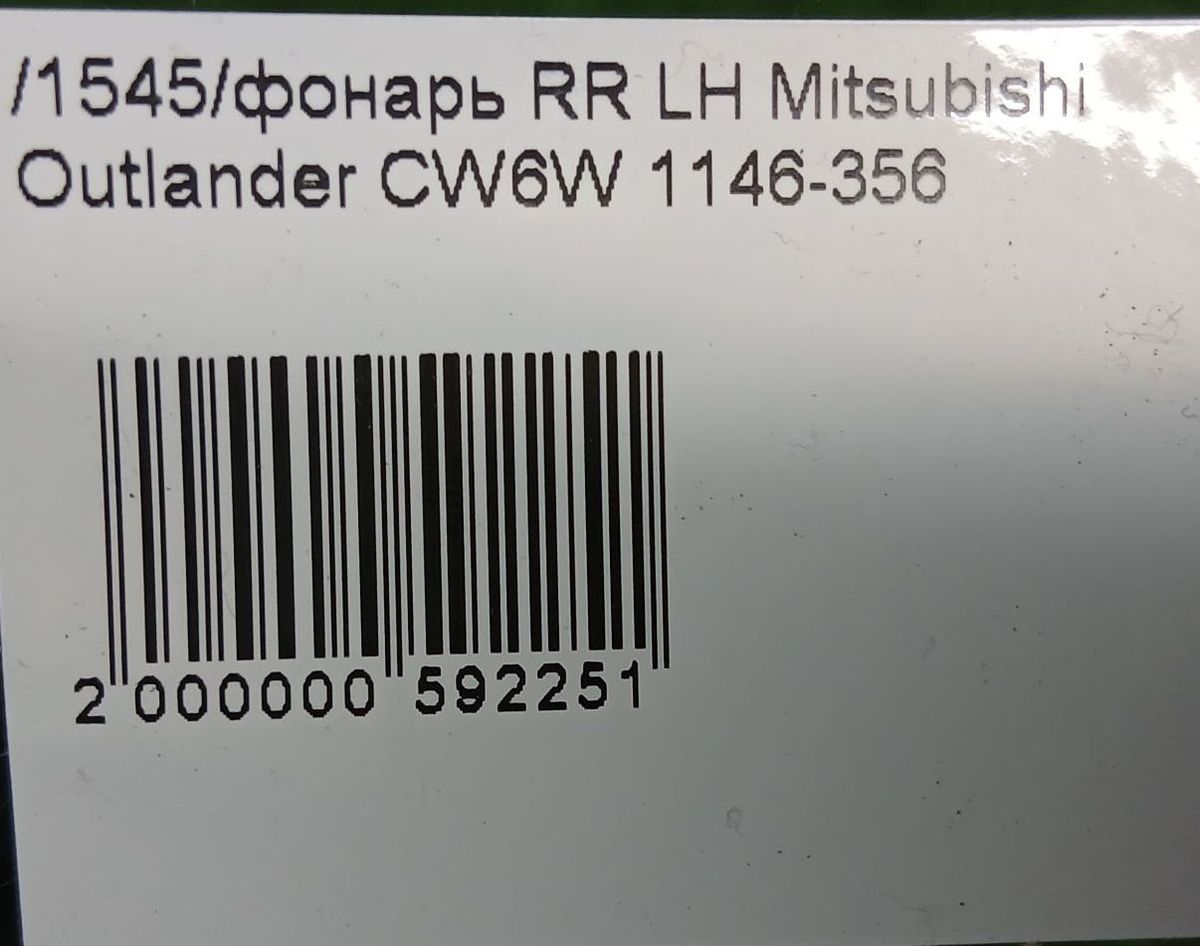 /1545/фонарь RR LH Mitsubishi
Outlander CW6W 1146-356
2 000000 592251